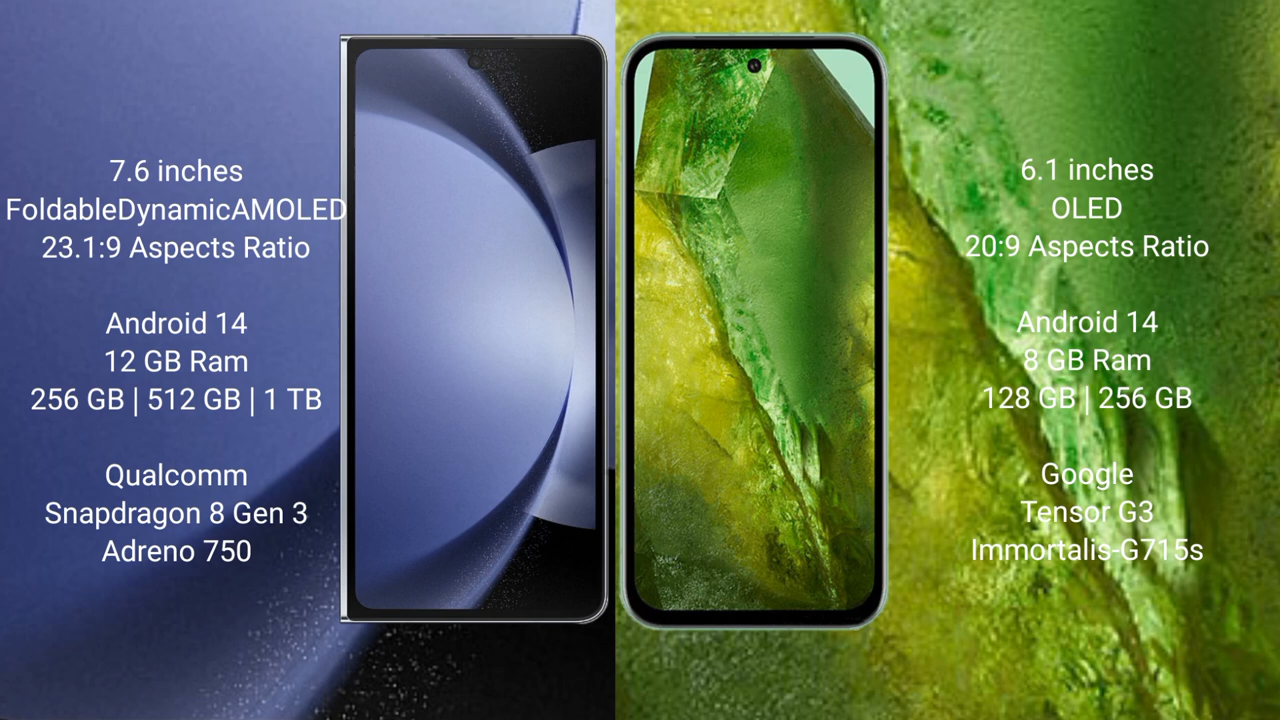 7.6 inches
FoldableDynamicAMOLED
23.1:9 Aspects Ratio
Android 14
12 GB Ram
256 GB | 512 GB | 1 TB
Qualcomm
Snapdragon 8 Gen 3
Adreno 750
6.1 inches
OLED
20:9 Aspects Ratio
Android 14
8 GB Ram
128 GB | 256 GB
Google
Tensor G3
Immortalis-G715s